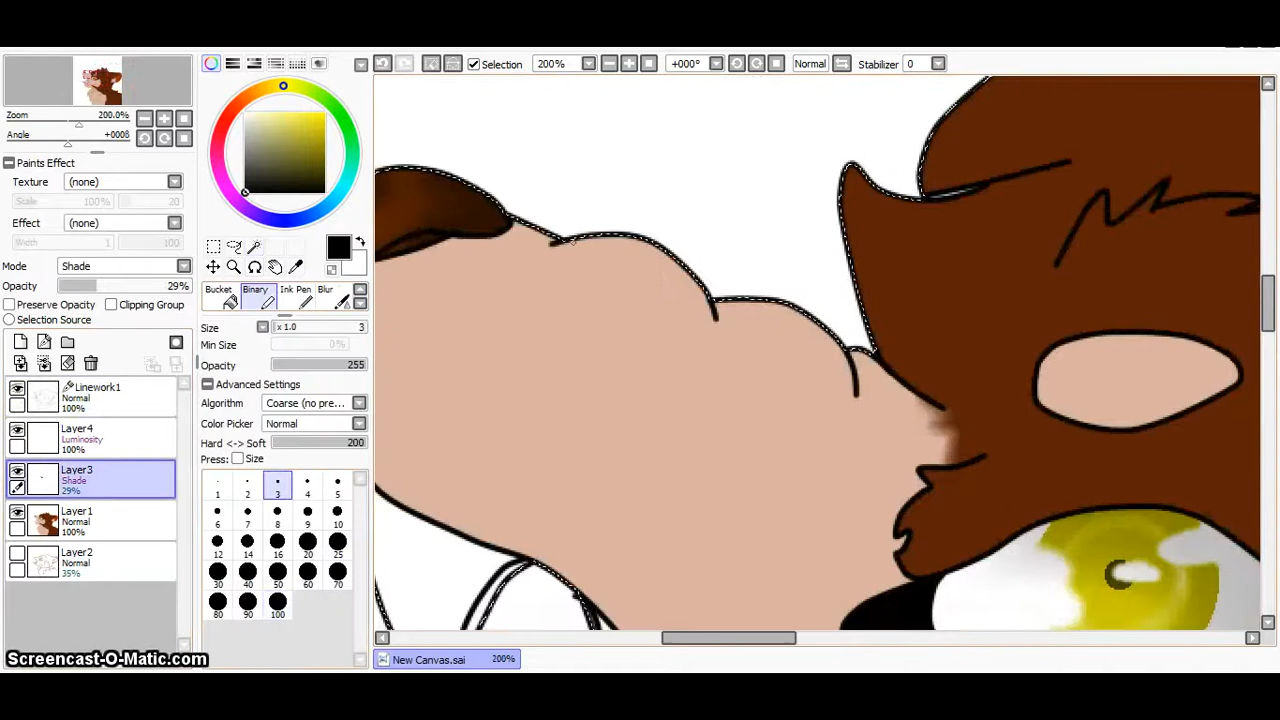 Selection 200% +000° Normal Stabilizer 0
Zoom 200.0%
Angle +000ß
Paints Effect
Texture (none)
Scale 100% 20
Effect (none)
Width 1 100
Mode Shade
Opacity 29%
Preserve Opacity Clipping Group
Selection Source
Linework1
Normal
100%
Layer4
Luminosity
100%
Layer3
Shade
29%
Layer1
Normal
100%
Layer2
Normal
35%
Bucket Binary Ink Pen Blur
Size x 1.0 3
Min Size 0%
Opacity 255
Advanced Settings
Algorithm Coarse (no pre...
Color Picker Normal
Hard <-> Soft 200
Press: Size
1 2 3 4 5
6 7 8 9 10
12 14 16 20 25
30 40 50 60 70
80 90 100
New Canvas.sai 200%
Screencast-O-Matic.com